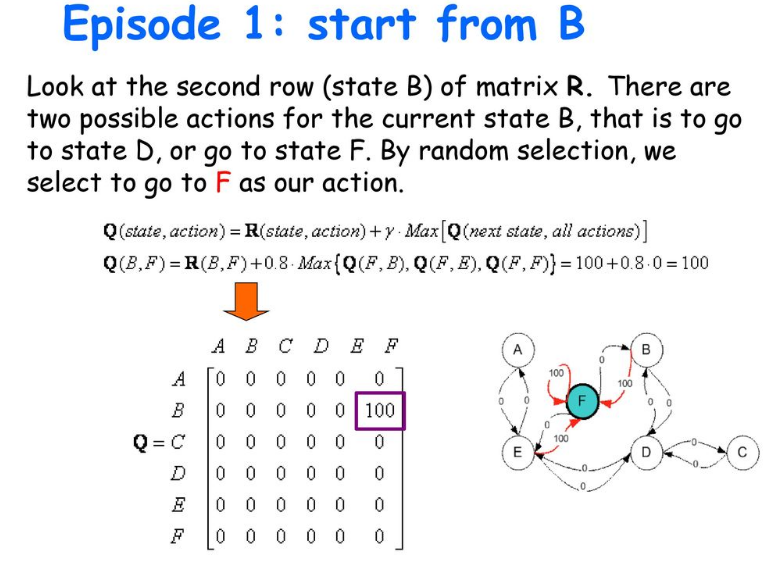 Episode 1: start from B
Look at the second row (state B) of matrix R. There are
two possible actions for the current state B, that is to go
to state D, or go to state F. By random selection, we
select to go to F as our action.
Q(state, action) = R(state, action) + γ · Max[Q(next state, all actions)]
Q(B,F) = R(B,F)+0.8· Max{Q(F,B), Q(F,E), Q(F,F)} = 100+0.8·0 = 100
A B C D E F
A 0 0 0 0 0 0
B 0 0 0 0 0 100
Q = C 0 0 0 0 0 0
D 0 0 0 0 0 0
E 0 0 0 0 0 0
F 0 0 0 0 0 0
A
B
0
100
100
F
0
0
0
0
0
100
E
D
C
0
0
0
0